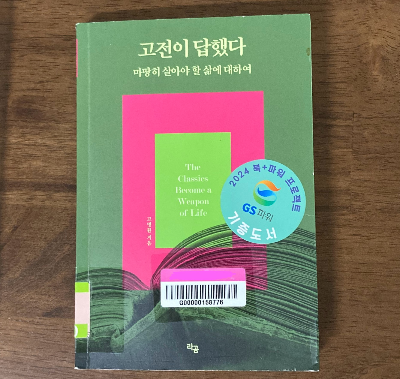 고전이 답했다
마땅히 살아야 할 삶에 대하여
The
Classics
Become a
Weapon
of Life
고명환 지음
2024 북+파워 프로젝트
GS파워
기증도서
G00000158776
라곰